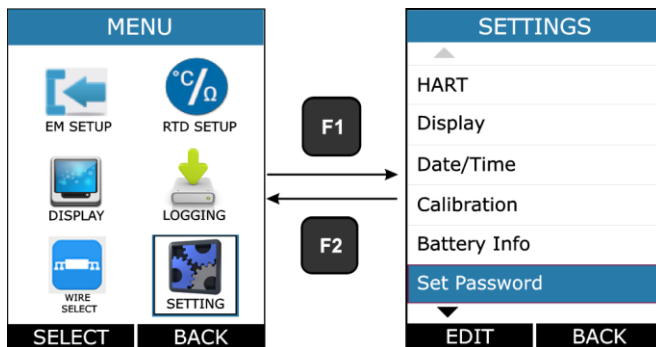 MENU
EM SETUP
°C/Ω
RTD SETUP
DISPLAY
LOGGING
WIRE
SELECT
SETTING
SELECT
BACK
F1
F2
SETTINGS
HART
Display
Date/Time
Calibration
Battery Info
Set Password
EDIT
BACK